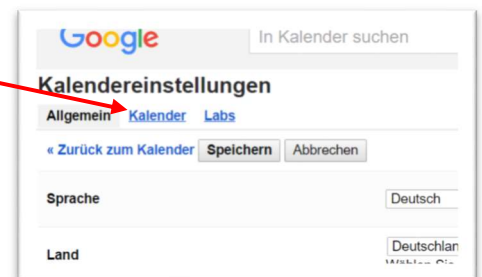 Google In Kalender suchen
Kalendereinstellungen
Allgemein Kalender Labs
« Zurück zum Kalender Speichern Abbrechen
Sprache Deutsch
Land Deutschlan